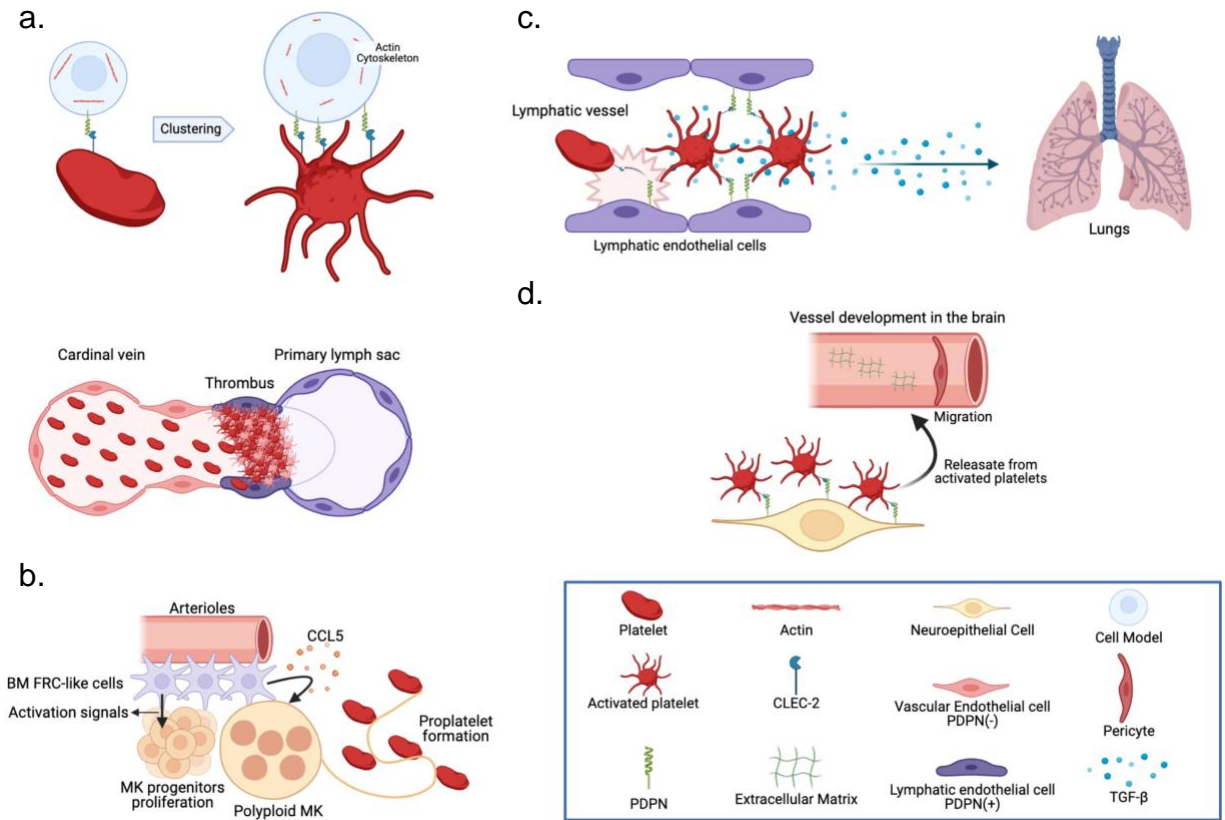 a.
Actin
Cytoskeleton
Clustering
Cardinal vein
Primary lymph sac
Thrombus
b.
Arterioles
CCL5
BM FRC-like cells
Activation signals
Proplatelet
formation
MK progenitors
proliferation
Polyploid MK
c.
Lymphatic vessel
Lymphatic endothelial cells
Lungs
d.
Vessel development in the brain
Migration
Releasate from
activated platelets
Platelet
Actin
Neuroepithelial Cell
Cell Model
Activated platelet
CLEC-2
Vascular Endothelial cell
PDPN(-)
Pericyte
PDPN
Extracellular Matrix
Lymphatic endothelial cell
PDPN(+)
TGF-β